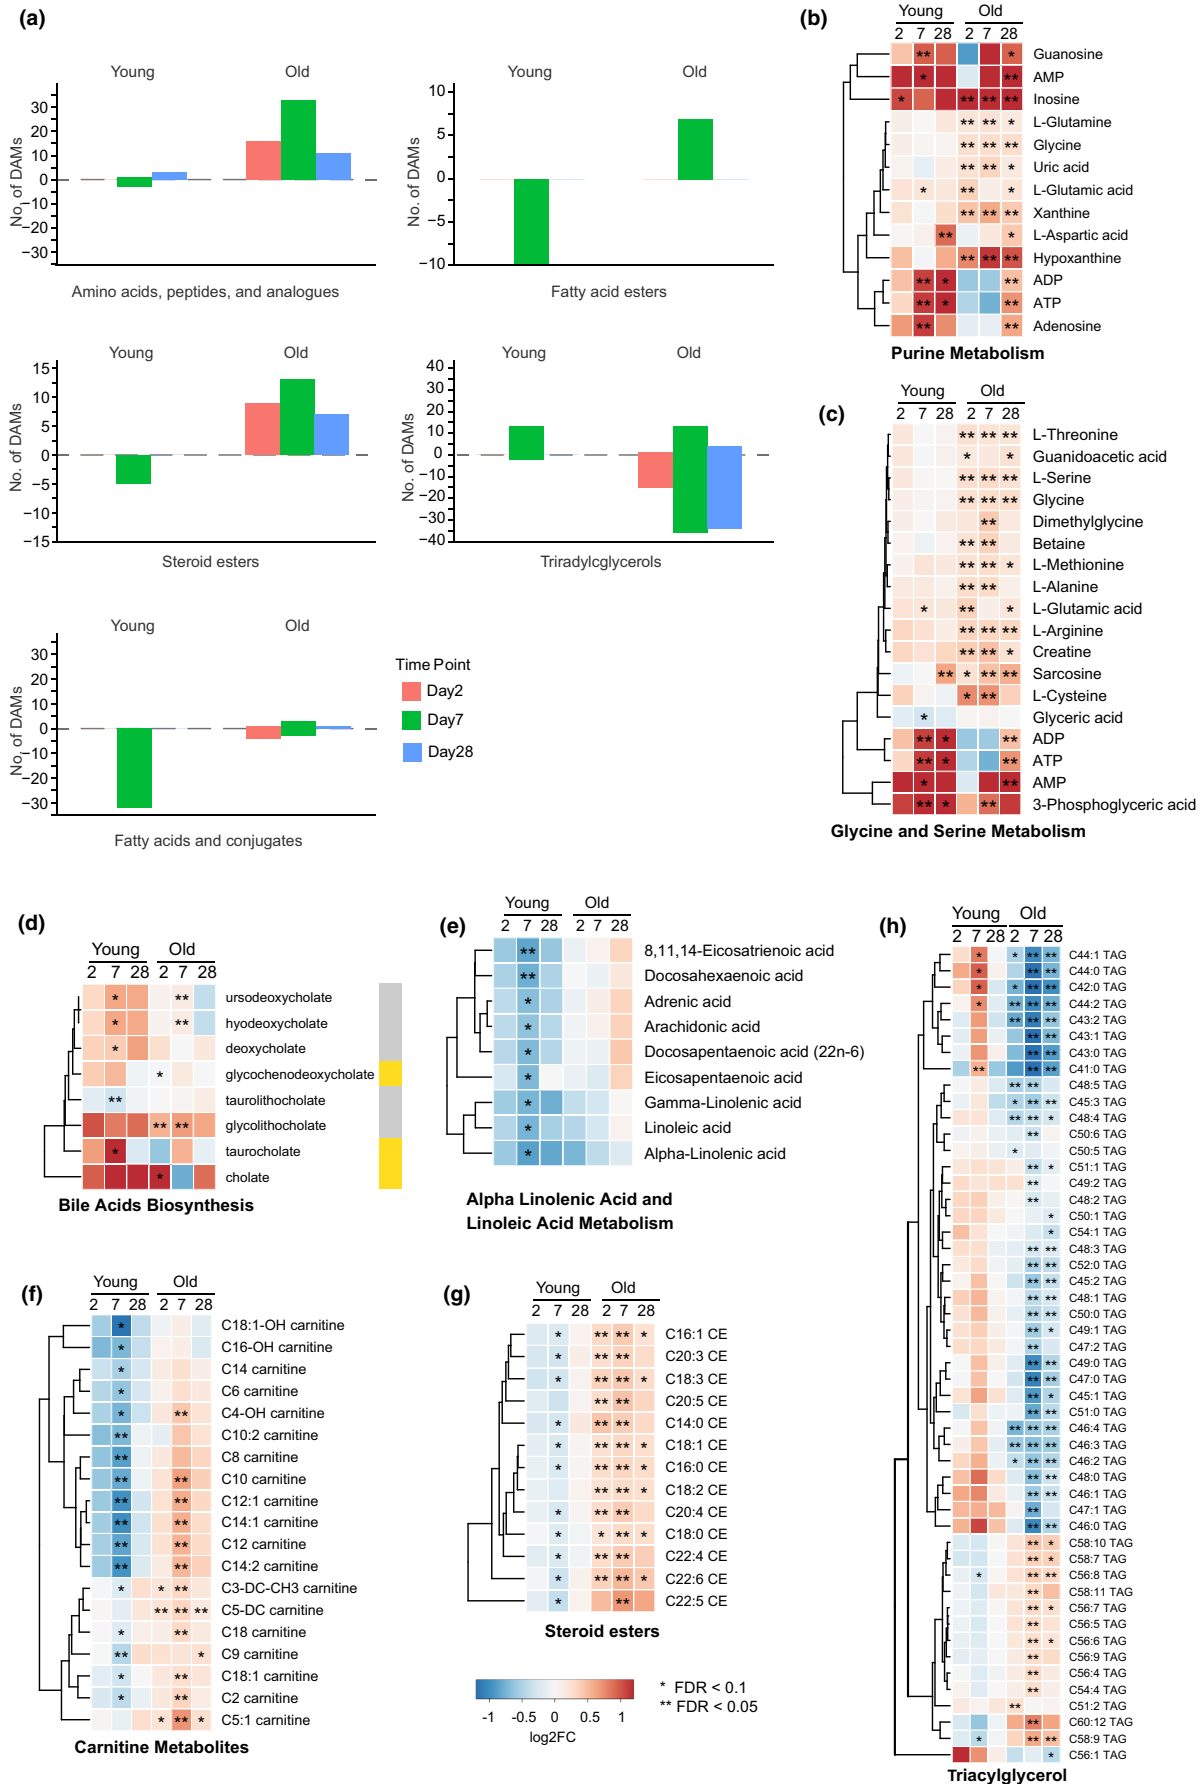 (a)
Young
Old
No. of DAMs
30
20
10
0
−10
−20
−30
Amino acids, peptides, and analogues
Young
Old
No. of DAMs
10
5
0
−5
−10
Fatty acid esters
Young
Old
No. of DAMs
15
10
5
0
−5
−10
−15
Steroid esters
Young
Old
No. of DAMs
40
30
20
10
0
−10
−20
−30
−40
Triradylcglycerols
Young
Old
No. of DAMs
30
20
10
0
−10
−20
−30
Fatty acids and conjugates
Time Point
Day2
Day7
Day28
(b)
Young Old
2 7 28 2 7 28
** * Guanosine
* ** AMP
* ** ** ** Inosine
** ** * L-Glutamine
** ** ** Glycine
** ** * Uric acid
* ** * L-Glutamic acid
** ** ** Xanthine
** * L-Aspartic acid
** ** ** Hypoxanthine
** * ** ADP
** * ** ATP
** ** Adenosine
Purine Metabolism
(c)
Young Old
2 7 28 2 7 28
** ** ** L-Threonine
* * Guanidoacetic acid
** ** ** L-Serine
** ** ** Glycine
** Dimethylglycine
** ** Betaine
** ** * L-Methionine
** ** L-Alanine
* ** * L-Glutamic acid
** ** ** L-Arginine
** ** * Creatine
** * ** ** Sarcosine
* ** L-Cysteine
* Glyceric acid
** * ** ADP
** * ** ATP
* ** AMP
** * ** 3-Phosphoglyceric acid
Glycine and Serine Metabolism
(d)
Young Old
2 7 28 2 7 28
* ** ursodeoxycholate
* ** hyodeoxycholate
* deoxycholate
* glycochenodeoxycholate
** taurolithocholate
** ** glycolithocholate
* taurocholate
* cholate
Bile Acids Biosynthesis
(e)
Young Old
2 7 28 2 7 28
** 8,11,14-Eicosatrienoic acid
** Docosahexaenoic acid
* Adrenic acid
* Arachidonic acid
* Docosapentaenoic acid (22n-6)
* Eicosapentaenoic acid
* Gamma-Linolenic acid
* Linoleic acid
* Alpha-Linolenic acid
Alpha Linolenic Acid and
Linoleic Acid Metabolism
(f)
Young Old
2 7 28 2 7 28
* C18:1-OH carnitine
* C16-OH carnitine
* C14 carnitine
* C6 carnitine
* ** C4-OH carnitine
** C10:2 carnitine
** C8 carnitine
** ** C10 carnitine
** ** C12:1 carnitine
** ** C14:1 carnitine
** ** C12 carnitine
** ** C14:2 carnitine
* * ** C3-DC-CH3 carnitine
** ** ** C5-DC carnitine
* ** C18 carnitine
** * C9 carnitine
* ** C18:1 carnitine
* ** C2 carnitine
* ** * C5:1 carnitine
Carnitine Metabolites
(g)
Young Old
2 7 28 2 7 28
* ** ** * C16:1 CE
* ** ** C20:3 CE
* ** ** * C18:3 CE
** ** C20:5 CE
* ** ** C14:0 CE
* ** ** * C18:1 CE
* ** ** * C16:0 CE
** ** * C18:2 CE
* ** ** C20:4 CE
* * ** * C18:0 CE
* ** ** C22:4 CE
* ** ** * C22:6 CE
* ** C22:5 CE
Steroid esters
-1 -0.5 0 0.5 1
log2FC
* FDR < 0.1
** FDR < 0.05
(h)
Young Old
2 7 28 2 7 28
* * ** ** C44:1 TAG
* ** ** C44:0 TAG
* * ** ** C42:0 TAG
* ** ** ** C44:2 TAG
** ** ** C43:2 TAG
** ** C43:1 TAG
** ** C43:0 TAG
** ** ** C41:0 TAG
** ** C48:5 TAG
* ** ** C45:3 TAG
** ** * C48:4 TAG
** C50:6 TAG
* C50:5 TAG
** * C51:1 TAG
** C49:2 TAG
** C48:2 TAG
* C50:1 TAG
* C54:1 TAG
** ** C48:3 TAG
** ** C52:0 TAG
** ** C45:2 TAG
** ** C48:1 TAG
** ** C50:0 TAG
** * C49:1 TAG
** C47:2 TAG
** ** C49:0 TAG
** ** C47:0 TAG
** * C45:1 TAG
** ** C51:0 TAG
** ** ** C46:4 TAG
** ** ** C46:3 TAG
* ** ** C46:2 TAG
** ** C48:0 TAG
** ** C46:1 TAG
** C47:1 TAG
** ** C46:0 TAG
** * C58:10 TAG
** * C58:7 TAG
* ** ** C56:8 TAG
** C58:11 TAG
** * C56:7 TAG
** C56:5 TAG
** * C56:6 TAG
** C56:9 TAG
** C56:4 TAG
** C54:4 TAG
** C51:2 TAG
** C60:12 TAG
* ** ** C58:9 TAG
* C56:1 TAG
Triacylglycerol